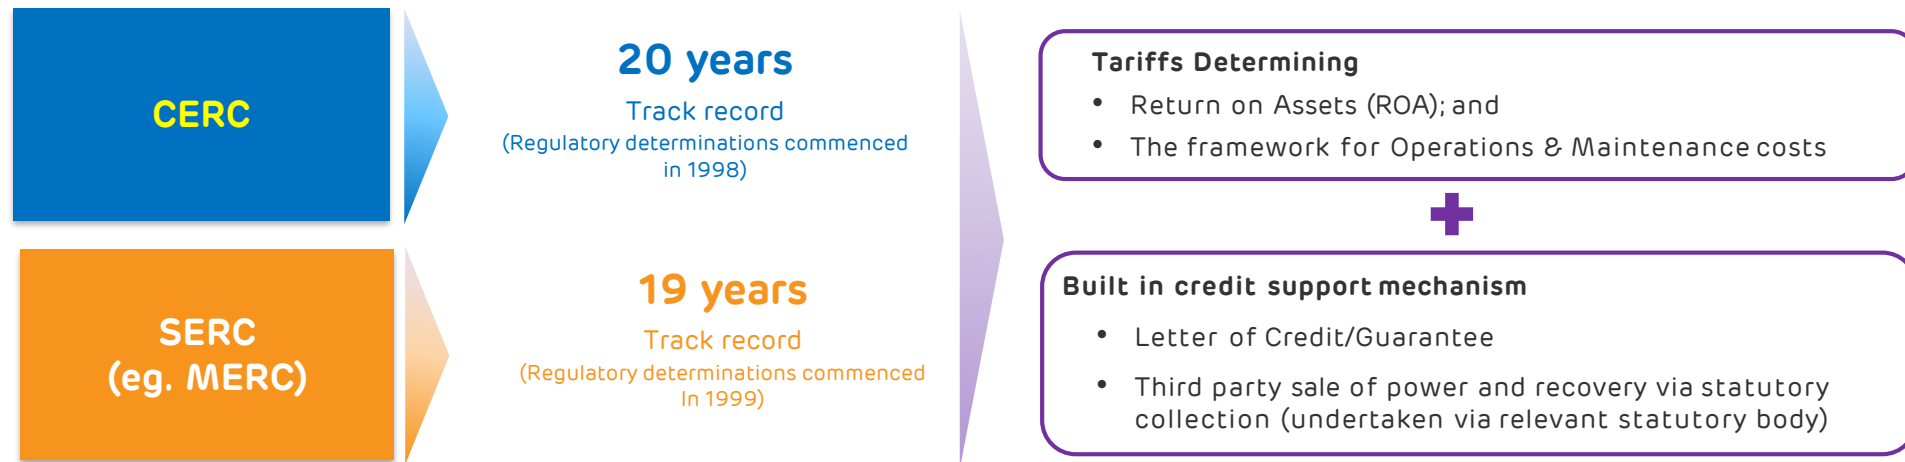 CERC
20 years
Track record
(Regulatory determinations commenced
in 1998)
SERC
(eg. MERC)
19 years
Track record
(Regulatory determinations commenced
In 1999)
Tariffs Determining
• Return on Assets (ROA); and
• The framework for Operations & Maintenance costs
Built in credit support mechanism
• Letter of Credit/Guarantee
• Third party sale of power and recovery via statutory
collection (undertaken via relevant statutory body)